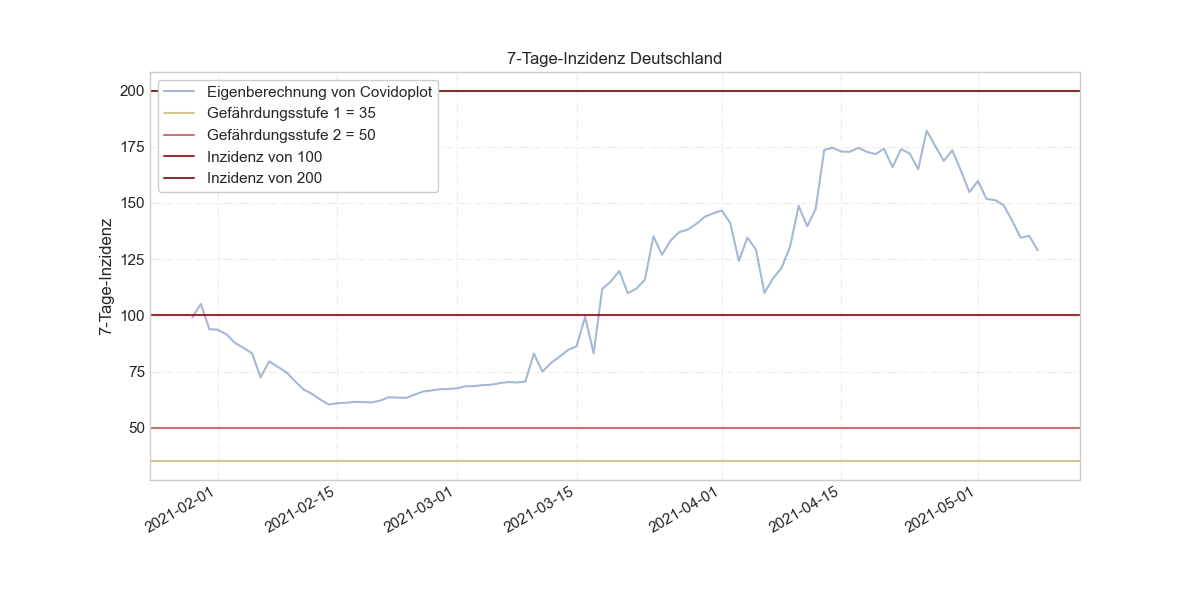 7-Tage-Inzidenz Deutschland
Eigenberechnung von Covidoplot
Gefährdungsstufe 1 = 35
Gefährdungsstufe 2 = 50
Inzidenz von 100
Inzidenz von 200
7-Tage-Inzidenz
200
175
150
125
100
75
50
2021-02-01
2021-02-15
2021-03-01
2021-03-15
2021-04-01
2021-04-15
2021-05-01